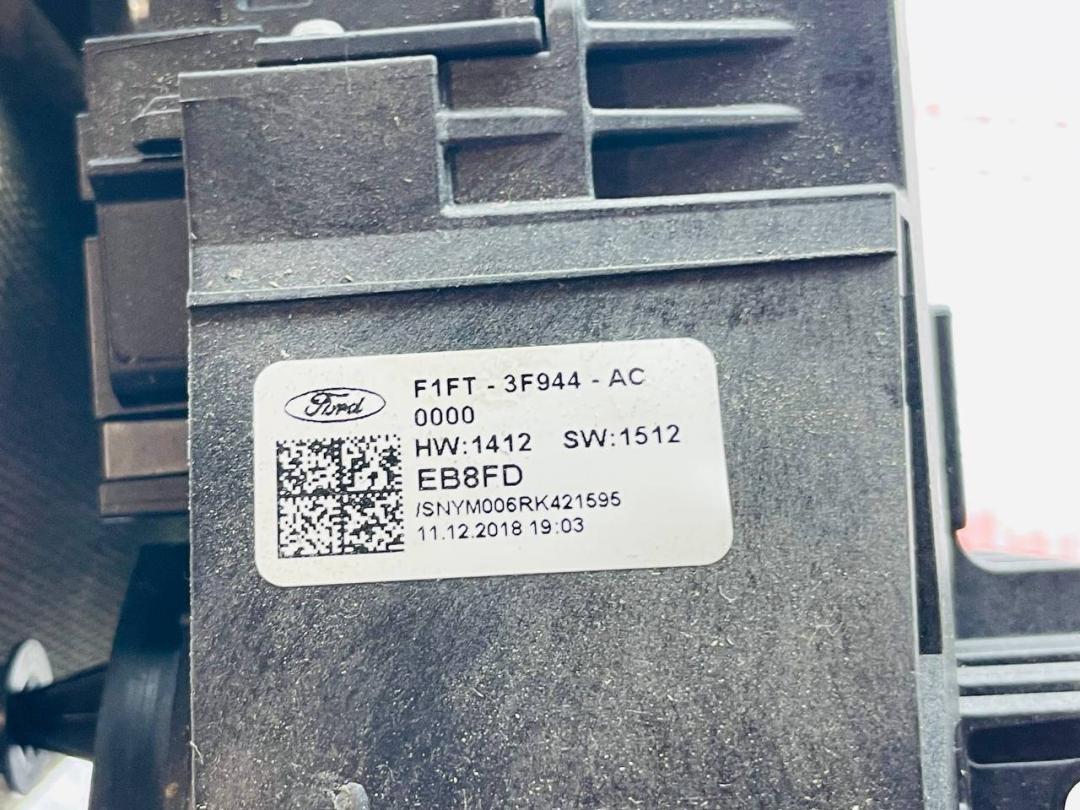 Ford
F1FT - 3F944 - AC
0000
HW:1412 SW:1512
EB8FD
/SNYM006RK421595
11.12.2018 19:03